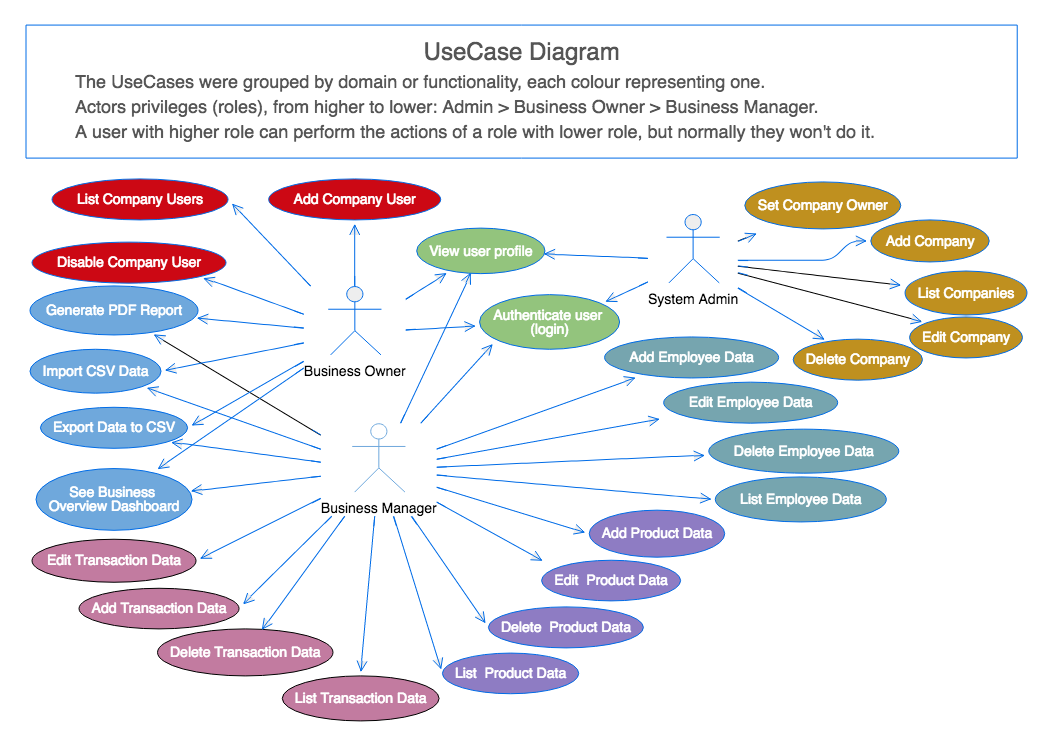 UseCase Diagram
The UseCases were grouped by domain or functionality, each colour representing one.
Actors privileges (roles), from higher to lower: Admin > Business Owner > Business Manager.
A user with higher role can perform the actions of a role with lower role, but normally they won't do it.
List Company Users
Add Company User
Set Company Owner
View user profile
Add Company
Disable Company User
System Admin
List Companies
Generate PDF Report
Authenticate user
(login)
Edit Company
Add Employee Data
Delete Company
Import CSV Data
Business Owner
Edit Employee Data
Export Data to CSV
Delete Employee Data
See Business
Overview Dashboard
List Employee Data
Business Manager
Add Product Data
Edit Transaction Data
Edit  Product Data
Add Transaction Data
Delete  Product Data
Delete Transaction Data
List  Product Data
List Transaction Data